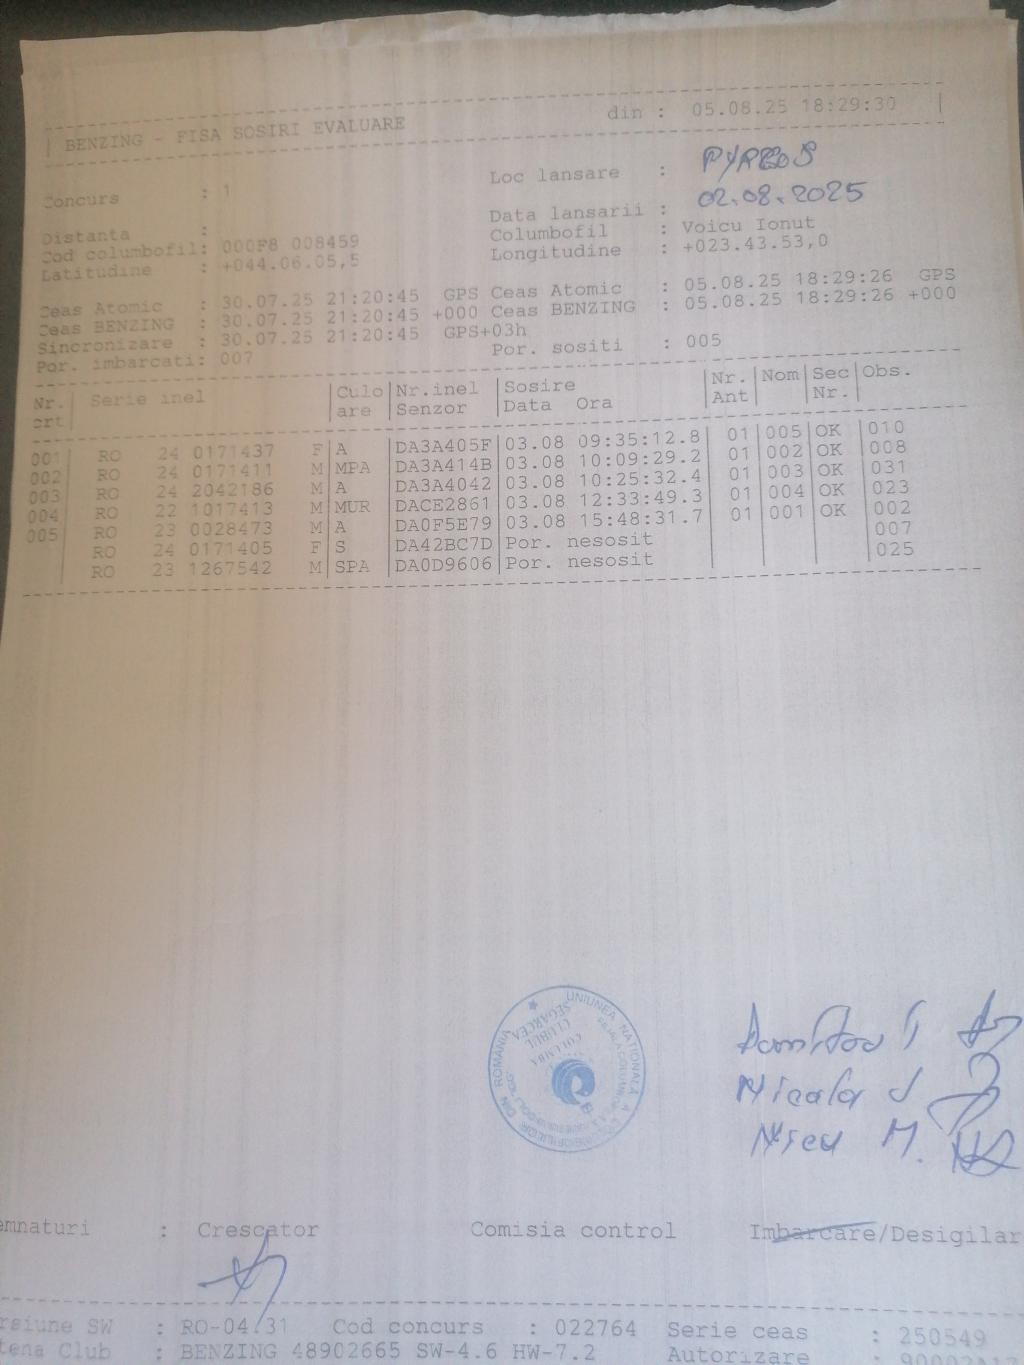 BENZING - FISA SOSIRI EVALUARE din : 05.08.25 18:29:30
Concurs : 1 Loc lansare :
Distanta : Data lansarii : 02.08.2025
Cod columbofil: 000F8 008459 Columbofil : Voicu Ionut
Latitudine : +044.06.05,5 Longitudine : +023.43.53,0
Ceas Atomic : 30.07.25 21:20:45 GPS Ceas Atomic : 05.08.25 18:29:26 GPS
Ceas BENZING : 30.07.25 21:20:45 +000 Ceas BENZING : 05.08.25 18:29:26 +000
Sincronizare : 30.07.25 21:20:45 GPS+03h
Por. imbarcati: 007 Por. sositi : 005
Nr. Serie inel Culo Nr.inel Sosire Nr. Nom Sec Obs.
crt are Senzor Data Ora Ant Nr.
001 RO 24 0171437 F A DA3A405F 03.08 09:35:12.8 01 005 OK 010
002 RO 24 0171411 M MPA DA3A414B 03.08 10:09:29.2 01 002 OK 008
003 RO 24 2042186 M A DA3A4042 03.08 10:25:32.4 01 003 OK 031
004 RO 22 1017413 M MUR DACE2861 03.08 12:33:49.3 01 004 OK 023
005 RO 23 0028473 M A DA0F5E79 03.08 15:48:31.7 01 001 OK 002
RO 24 0171405 F S DA42BC7D Por. nesosit 007
RO 23 1267542 M SPA DA0D9606 Por. nesosit 025
UNIUNEA NATIONALA A
DIN ROMANIA
COLUMBA
CLUBUL
SEGARCEA
Nicu M.
emnaturi : Crescator Comisia control Imbarcare/Desigilar
rsiune SW : RO-04.31 Cod concurs : 022764 Serie ceas : 250549
tena Club : BENZING 48902665 SW-4.6 HW-7.2 Autorizare :